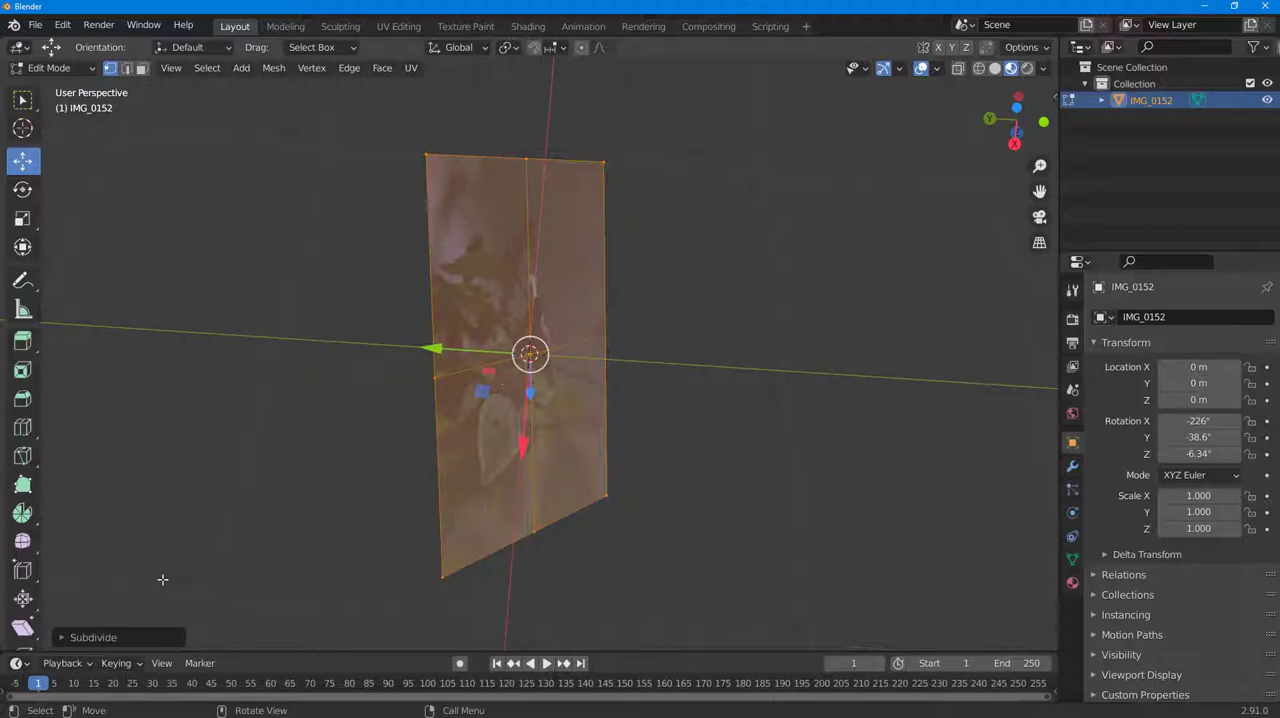 Blender
File Edit Render Window Help Layout Modeling Sculpting UV Editing Texture Paint Shading Animation Rendering Compositing Scripting + Scene View Layer
Orientation: Default Drag: Select Box Global X Y Z Options
Edit Mode View Select Add Mesh Vertex Edge Face UV
User Perspective
(1) IMG_0152
Y
X
Scene Collection
Collection
IMG_0152
IMG_0152
IMG_0152
Transform
Location X 0 m
Y 0 m
Z 0 m
Rotation X -226°
Y -38.6°
Z -6.34°
Mode XYZ Euler
Scale X 1.000
Y 1.000
Z 1.000
Delta Transform
Relations
Collections
Instancing
Motion Paths
Visibility
Viewport Display
Custom Properties
Subdivide
Playback Keying View Marker 1 Start 1 End 250
-5 1 5 10 15 20 25 30 35 40 45 50 55 60 65 70 75 80 85 90 95 100 105 110 115 120 125 130 135 140 145 150 155 160 165 170 175 180 185 190 195 200 205 210 215 220 225 230 235 240 245 250 255
Select Move Rotate View Call Menu 2.91.0